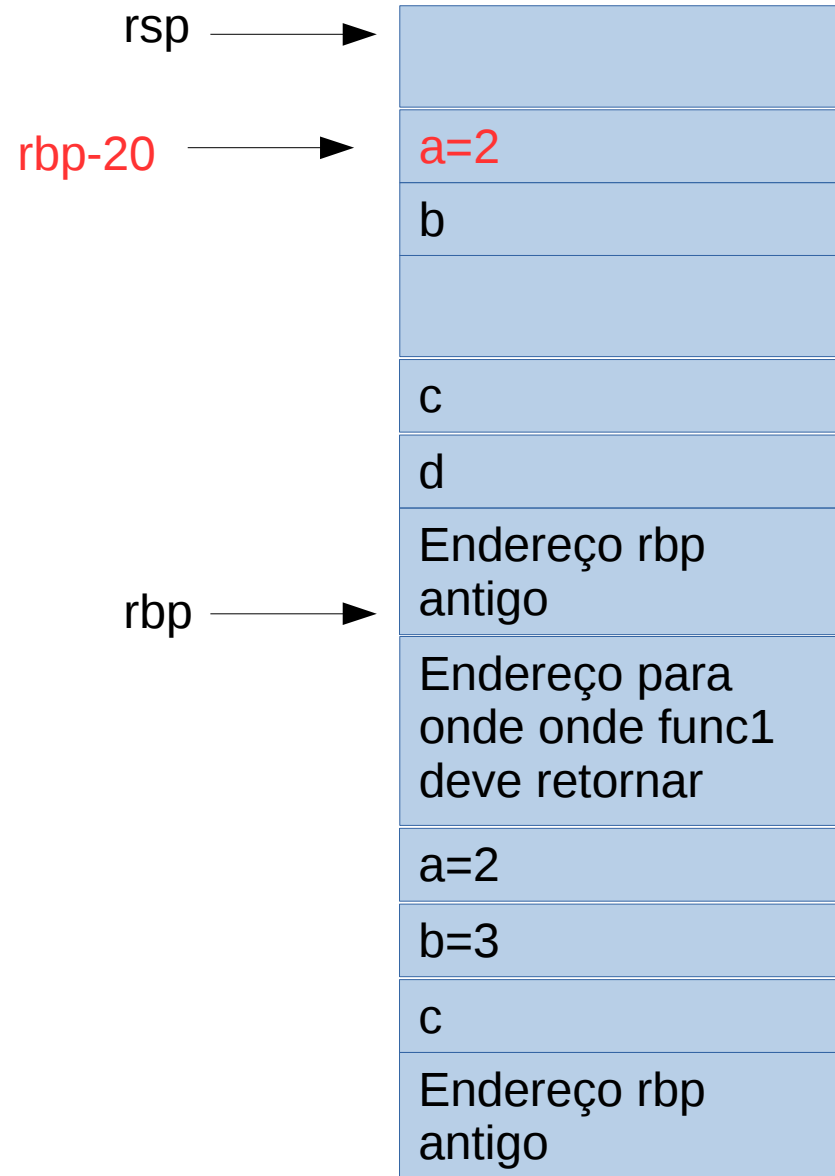 rsp
rbp-20
a=2
b
c
d
Endereço rbp
antigo
rbp
Endereço para
onde onde func1
deve retornar
a=2
b=3
c
Endereço rbp
antigo